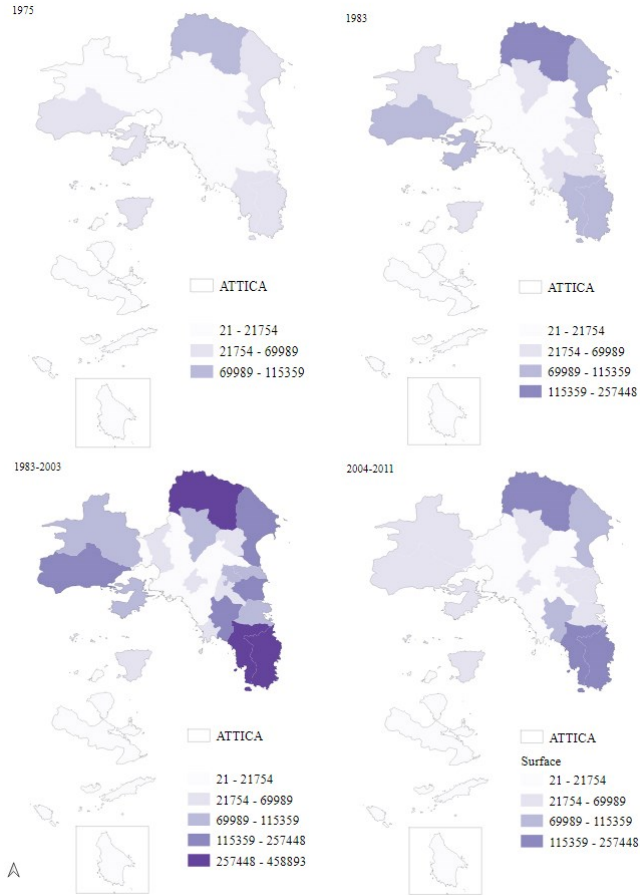 1975
ATTICA
21 - 21754
21754 - 69989
69989 - 115359
1983
ATTICA
21 - 21754
21754 - 69989
69989 - 115359
115359 - 257448
1983-2003
ATTICA
21 - 21754
21754 - 69989
69989 - 115359
115359 - 257448
257448 - 458893
2004-2011
ATTICA
Surface
21 - 21754
21754 - 69989
69989 - 115359
115359 - 257448